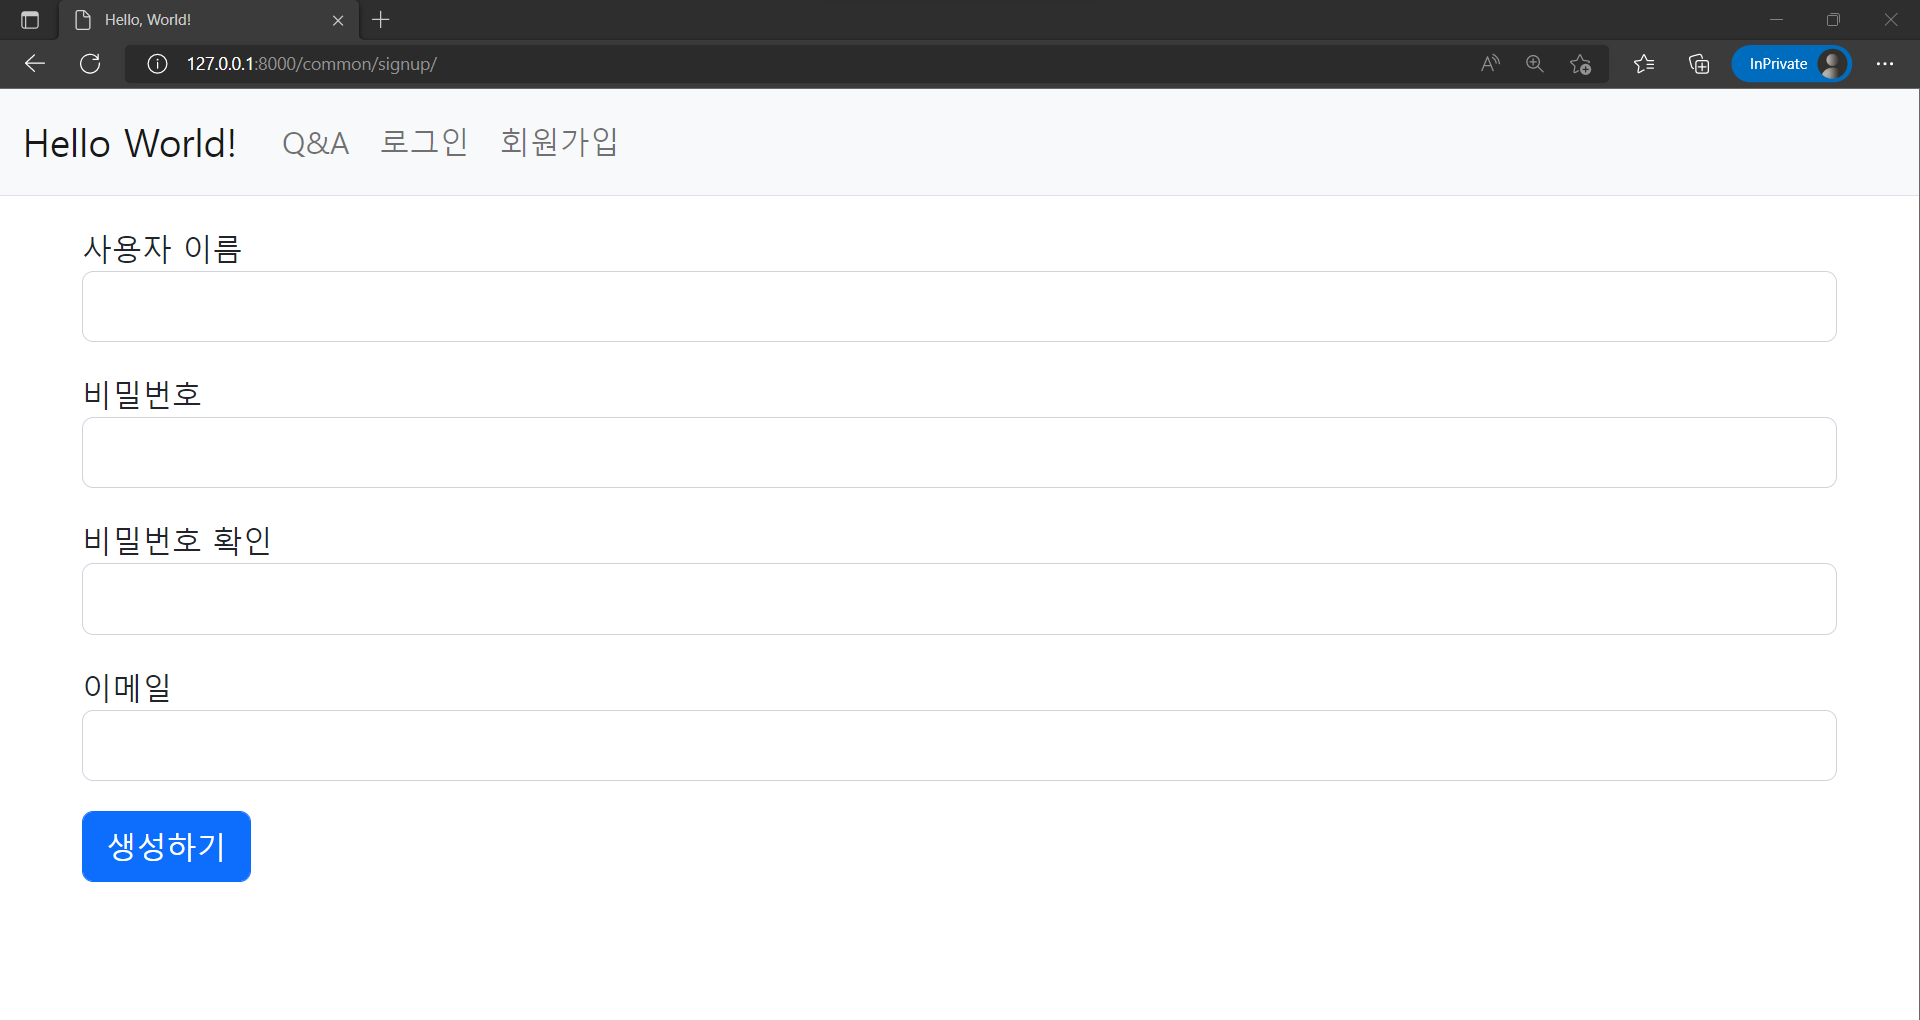 Hello, World!
127.0.0.1:8000/common/signup/
InPrivate
Hello World! Q&A 로그인 회원가입
사용자 이름
비밀번호
비밀번호 확인
이메일
생성하기